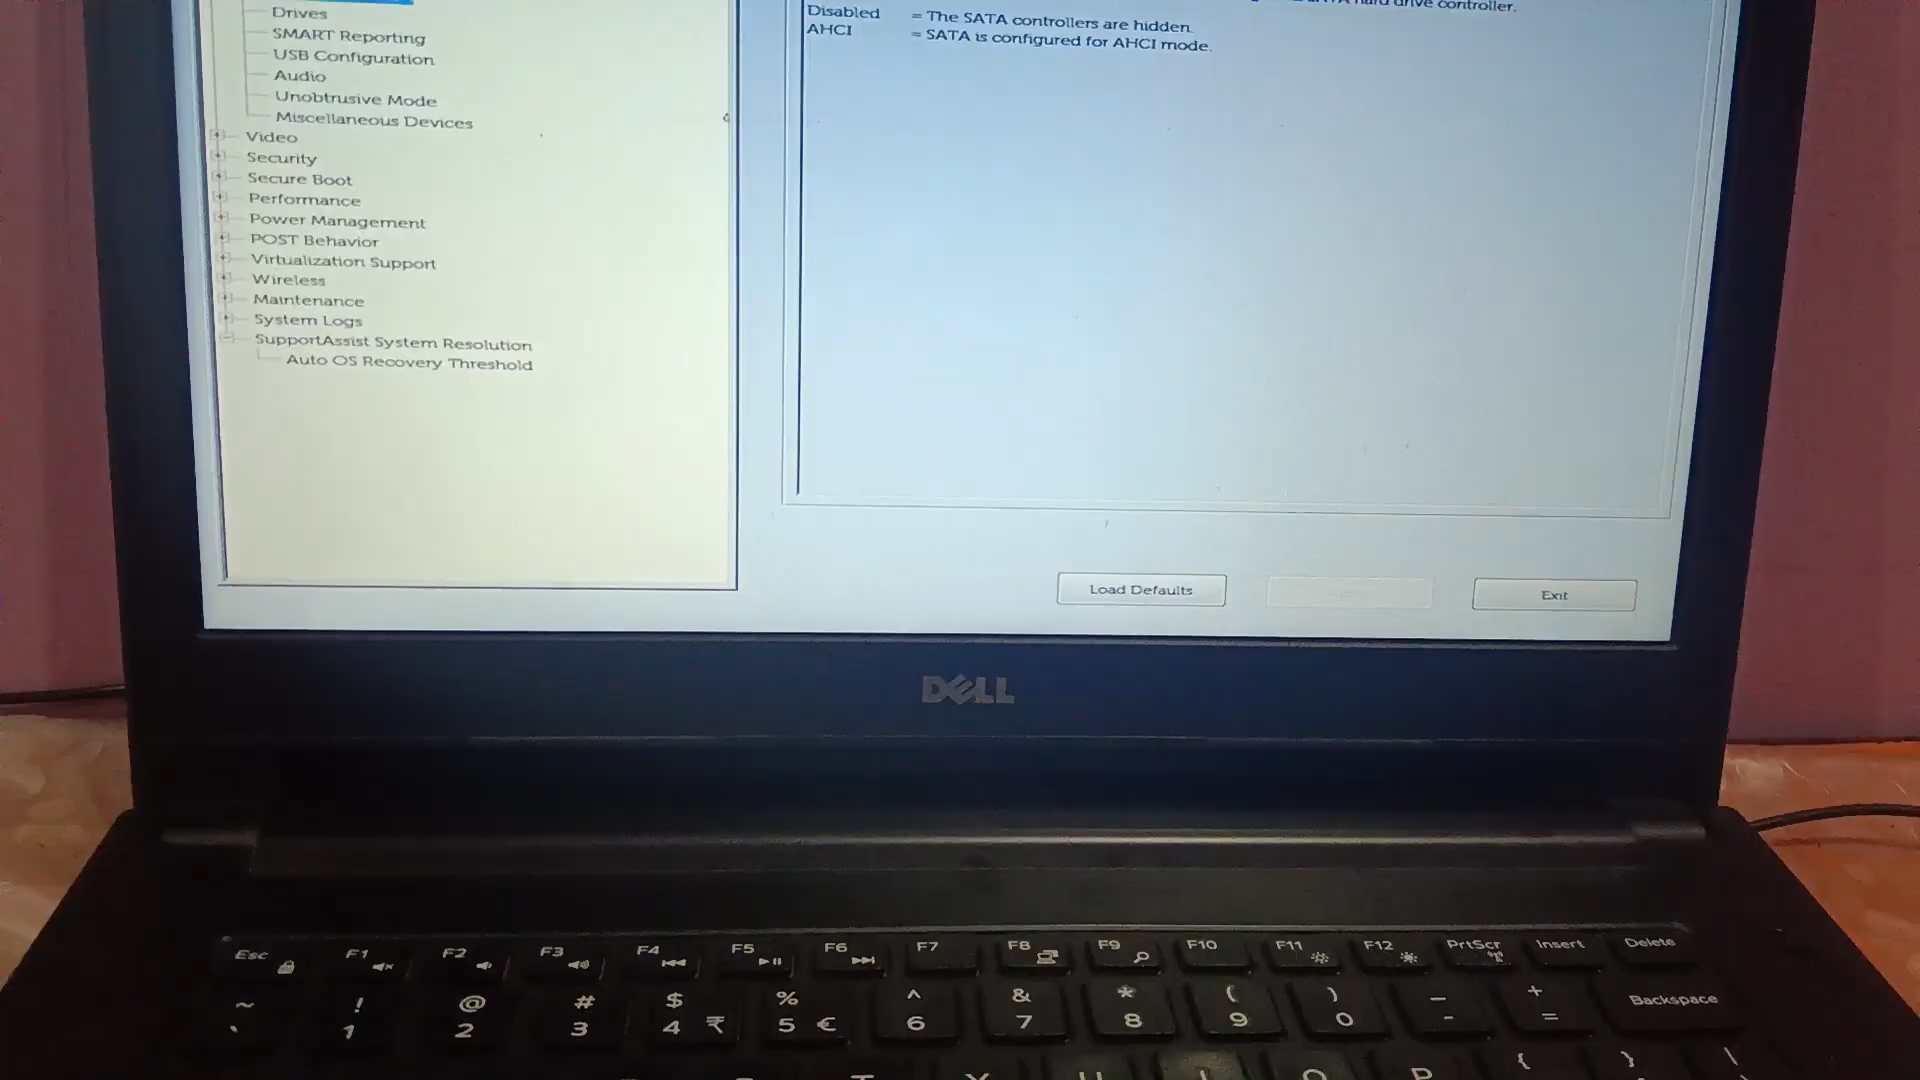 Drives
SMART Reporting
USB Configuration
Audio
Unobtrusive Mode
Miscellaneous Devices
Video
Security
Secure Boot
Performance
Power Management
POST Behavior
Virtualization Support
Wireless
Maintenance
System Logs
SupportAssist System Resolution
Auto OS Recovery Threshold
hard drive controller.
Disabled = The SATA controllers are hidden.
AHCI = SATA is configured for AHCI mode.
Load Defaults
Exit
DELL
Esc F1 F2 F3 F4 F5 F6 F7 F8 F9 F10 F11 F12 PrtScr Insert Delete
~ ! @ # $ % ^ & * ( ) _ + Backspace
` 1 2 3 4 ₹ 5 € 6 7 8 9 0 - =
{ } \